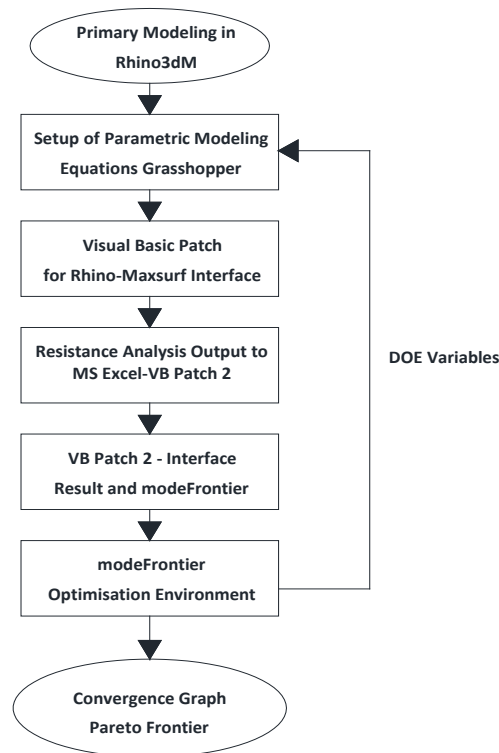 Primary Modeling in
Rhino3dM
Setup of Parametric Modeling
Equations Grasshopper
Visual Basic Patch
for Rhino-Maxsurf Interface
Resistance Analysis Output to
MS Excel-VB Patch 2
DOE Variables
VB Patch 2 - Interface
Result and modeFrontier
modeFrontier
Optimisation Environment
Convergence Graph
Pareto Frontier